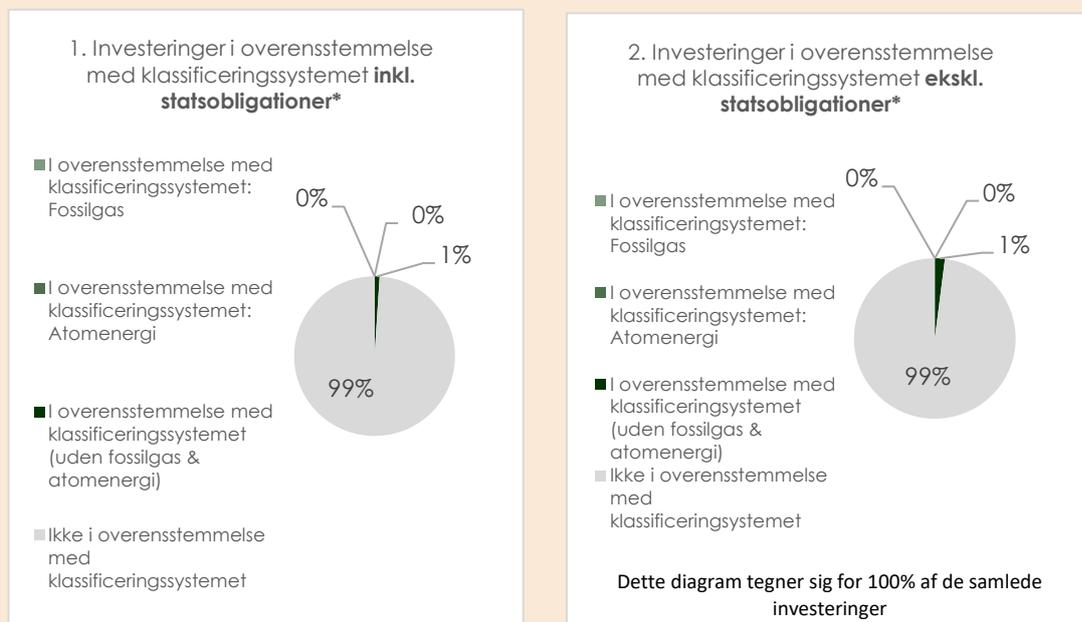 1. Investeringer i overensstemmelse
med klassificeringssystemet inkl.
statsobligationer*
I overensstemmelse med
klassificeringssystemet:
Fossilgas
I overensstemmelse med
klassificeringssystemet:
Atomenergi
I overensstemmelse med
klassificeringssystemet
(uden fossilgas &
atomenergi)
Ikke i overensstemmelse
med
klassificeringssystemet
0%
0%
1%
99%
2. Investeringer i overensstemmelse
med klassificeringssystemet ekskl.
statsobligationer*
I overensstemmelse med
klassificeringssystemet:
Fossilgas
I overensstemmelse med
klassificeringssystemet:
Atomenergi
I overensstemmelse med
klassificeringssystemet
(uden fossilgas &
atomenergi)
Ikke i overensstemmelse
med
klassificeringsystemet
0%
0%
1%
99%
Dette diagram tegner sig for 100% af de samlede
investeringer